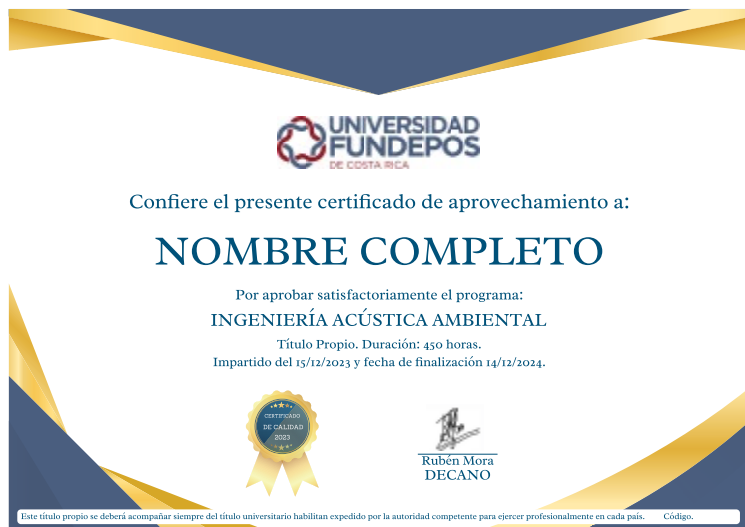 UNIVERSIDAD
FUNDEPOS
DE COSTA RICA
Confiere el presente certificado de aprovechamiento a:
NOMBRE COMPLETO
Por aprobar satisfactoriamente el programa:
INGENIERÍA ACÚSTICA AMBIENTAL
Título Propio. Duración: 450 horas.
Impartido del 15/12/2023 y fecha de finalización 14/12/2024.
CERTIFICADO
DE CALIDAD
2023
Rubén Mora
DECANO
Este título propio se deberá acompañar siempre del título universitario habilitan expedido por la autoridad competente para ejercer profesionalmente en cada país. Código.